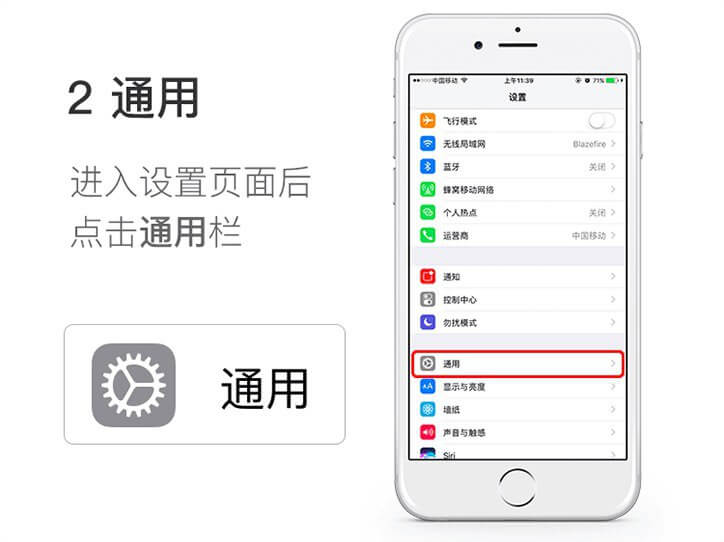 2 通用
进入设置页面后
点击通用栏
通用
中国移动 上午11:39 71%
设置
飞行模式
无线局域网 Blazefire
蓝牙 关闭
蜂窝移动网络
个人热点 关闭
运营商 中国移动
通知
控制中心
勿扰模式
通用
AA 显示与亮度
墙纸
声音与触感
Siri